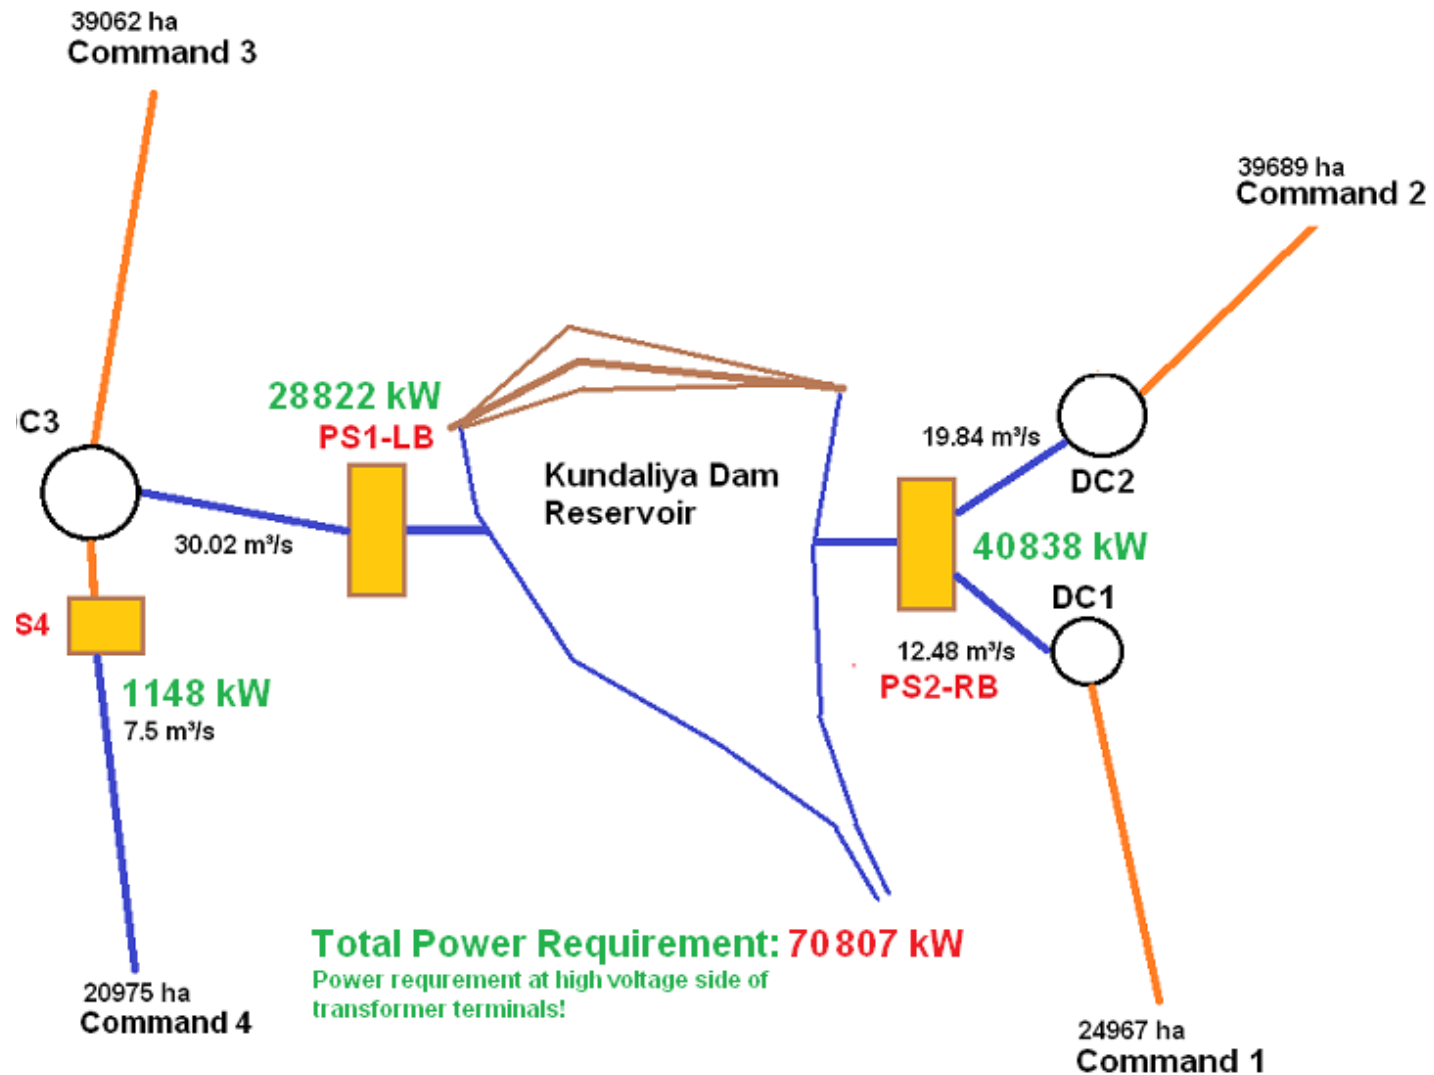 39062 ha
Command 3
39689 ha
Command 2
28822 kW
PS1-LB
C3
19.84 m³/s
Kundaliya Dam
Reservoir
DC2
30.02 m³/s
40838 kW
DC1
S4
12.48 m³/s
PS2-RB
1148 kW
7.5 m³/s
Total Power Requirement: 70807 kW
Power requrement at high voltage side of
transformer terminals!
20975 ha
Command 4
24967 ha
Command 1